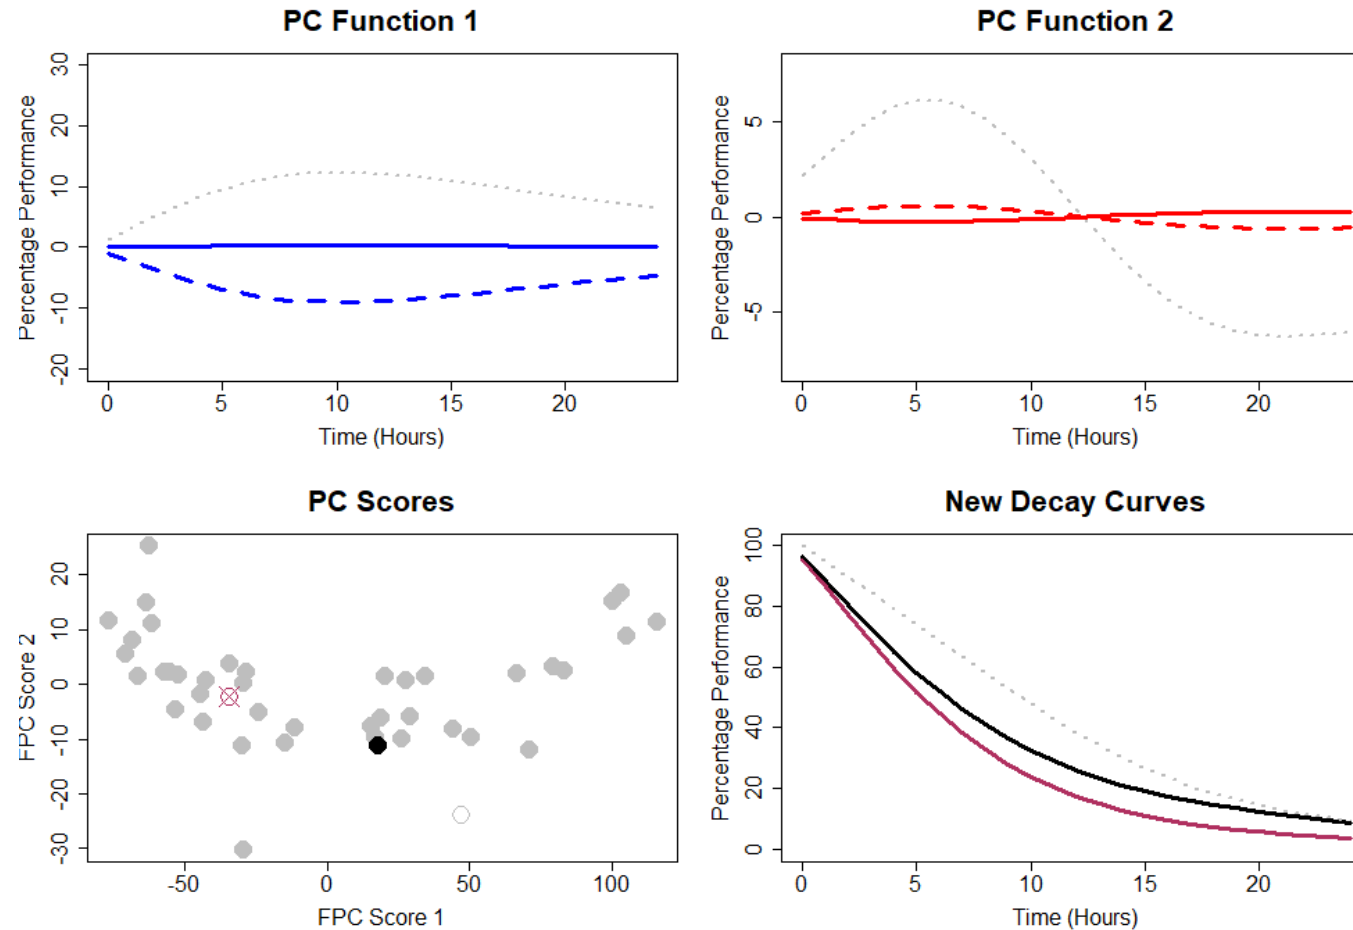 PC Function 1
Percentage Performance
30
20
10
0
-10
-20
0 5 10 15 20
Time (Hours)
PC Function 2
Percentage Performance
5
0
-5
0 5 10 15 20
Time (Hours)
PC Scores
FPC Score 2
20
10
0
-10
-20
-30
-50 0 50 100
FPC Score 1
New Decay Curves
Percentage Performance
100
80
60
40
20
0
0 5 10 15 20
Time (Hours)